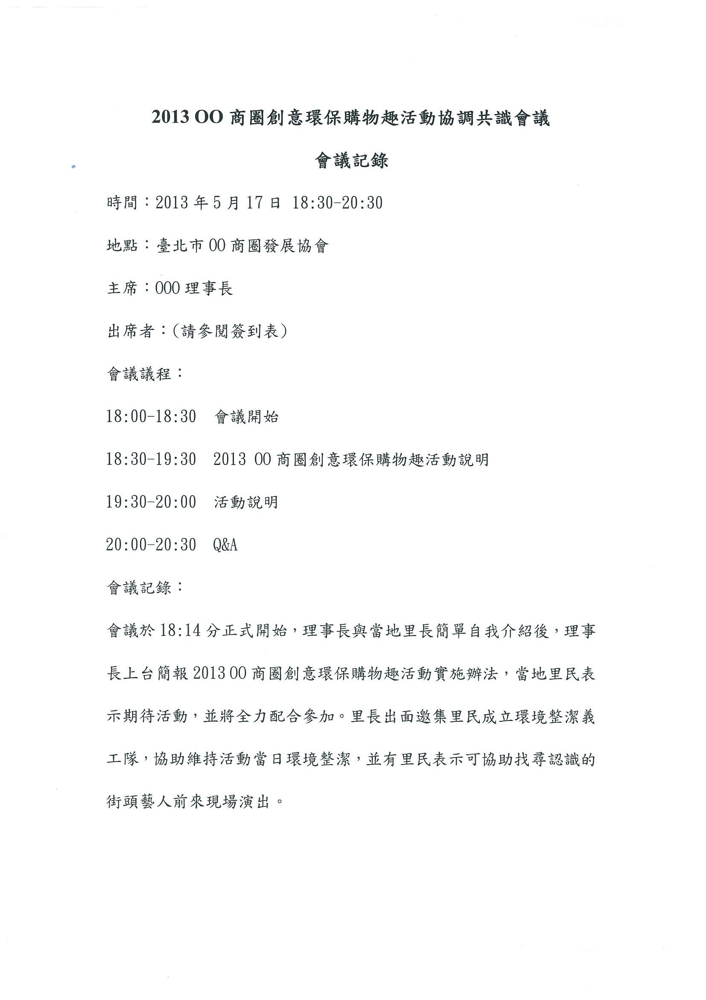 2013 OO 商圈創意環保購物趣活動協調共識會議
會議記錄
時間：2013 年 5 月 17 日 18:30-20:30
地點：臺北市 OO 商圈發展協會
主席：OOO 理事長
出席者：(請參閱簽到表)
會議議程：
18:00-18:30 會議開始
18:30-19:30 2013 OO 商圈創意環保購物趣活動說明
19:30-20:00 活動說明
20:00-20:30 Q&A
會議記錄：
會議於 18:14 分正式開始，理事長與當地里長簡單自我介紹後，理事
長上台簡報 2013 OO 商圈創意環保購物趣活動實施辦法，當地里民表
示期待活動，並將全力配合參加。里長出面邀集里民成立環境整潔義
工隊，協助維持活動當日環境整潔，並有里民表示可協助找尋認識的
街頭藝人前來現場演出。